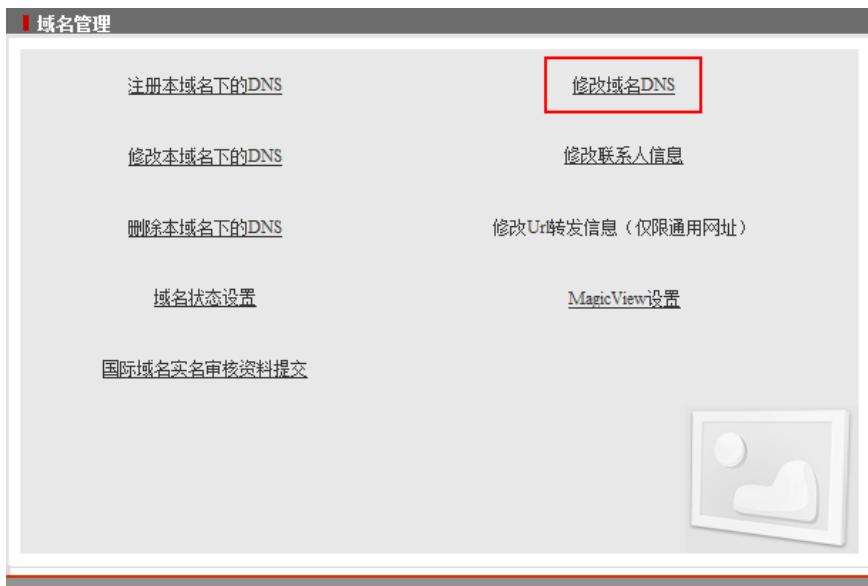 域名管理
注册本域名下的DNS
修改域名DNS
修改本域名下的DNS
修改联系人信息
删除本域名下的DNS
修改Url转发信息（仅限通用网址）
域名状态设置
MagicView设置
国际域名实名审核资料提交